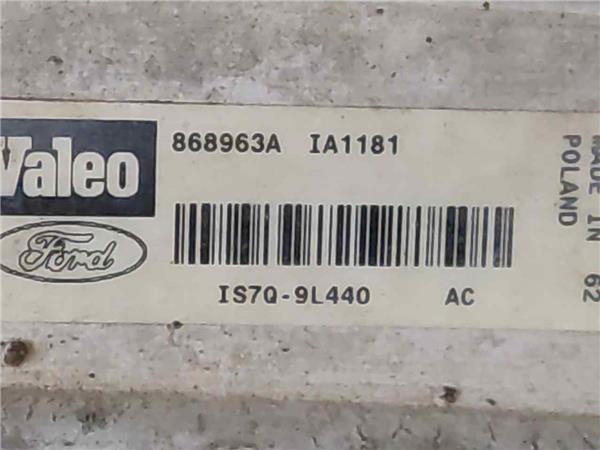 Valeo
868963A IA1181
Ford
IS7Q-9L440 AC
MADE IN 62
POLAND